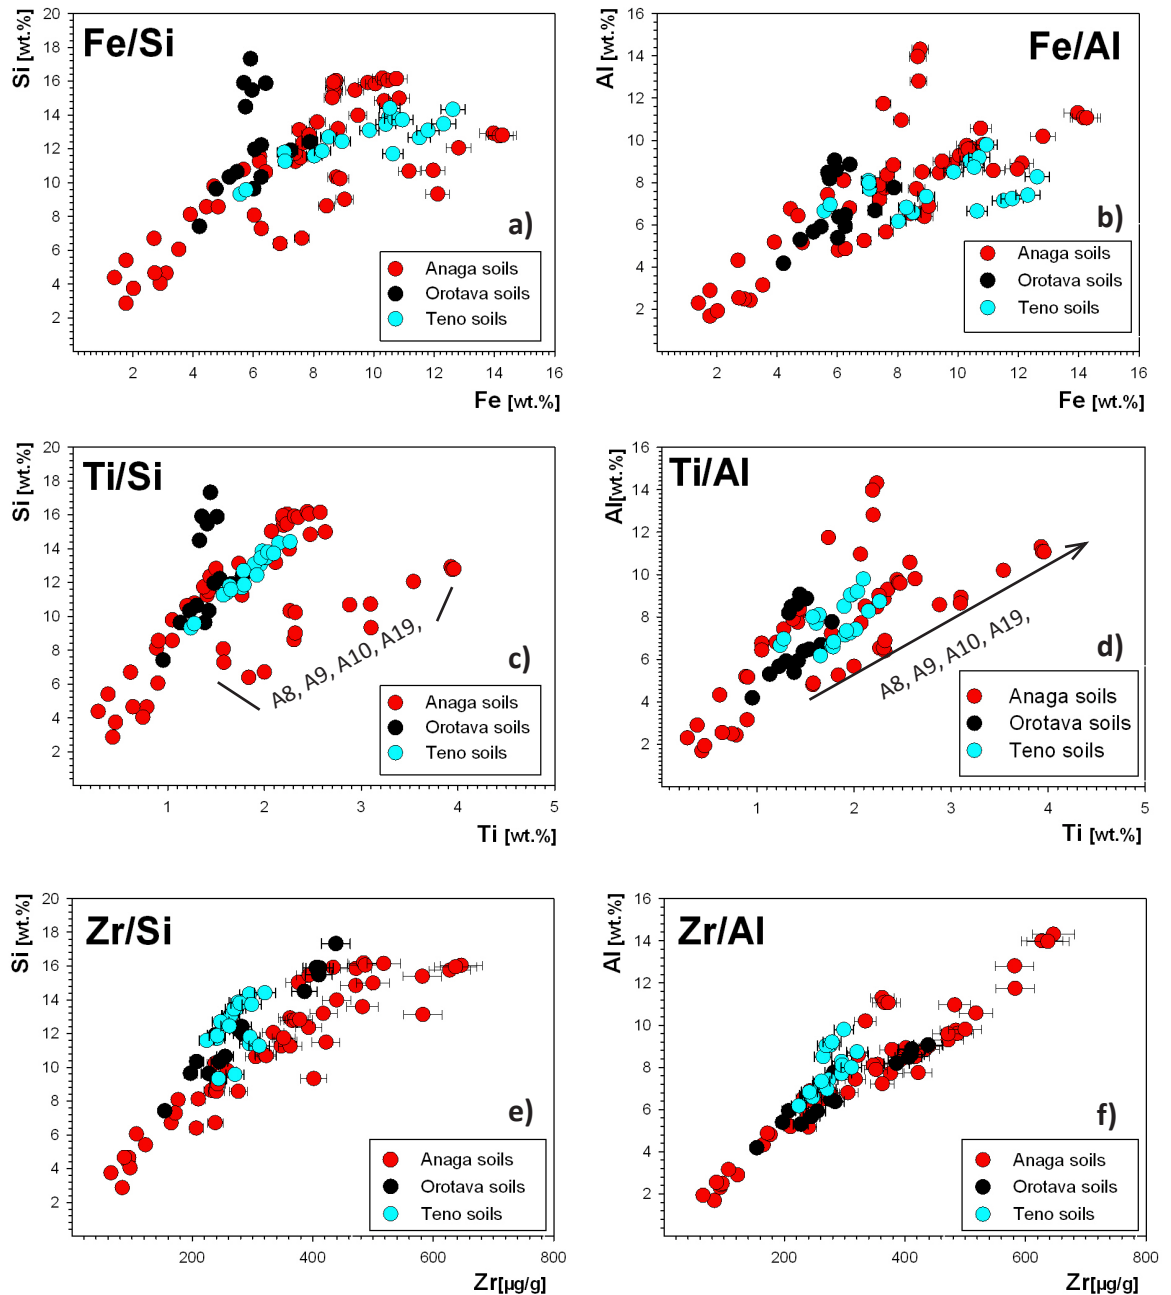 Fe/Si
Si [wt.%]
20
18
16
14
12
10
8
6
4
2
a)
Anaga soils
Orotava soils
Teno soils
2 4 6 8 10 12 14 16
Fe [wt.%]
Fe/Al
Al [wt.%]
16
14
12
10
8
6
4
2
b)
Anaga soils
Orotava soils
Teno soils
2 4 6 8 10 12 14 16
Fe [wt.%]
Ti/Si
Si [wt.%]
20
18
16
14
12
10
8
6
4
2
A8, A9, A10, A19,
c)
Anaga soils
Orotava soils
Teno soils
1 2 3 4 5
Ti [wt.%]
Ti/Al
Al[wt.%]
16
14
12
10
8
6
4
2
A8, A9, A10, A19,
d)
Anaga soils
Orotava soils
Teno soils
1 2 3 4 5
Ti [wt.%]
Zr/Si
Si [wt.%]
20
18
16
14
12
10
8
6
4
2
e)
Anaga soils
Orotava soils
Teno soils
200 400 600 800
Zr[µg/g]
Zr/Al
Al [wt.%]
16
14
12
10
8
6
4
2
f)
Anaga soils
Orotava soils
Teno soils
200 400 600 800
Zr[µg/g]